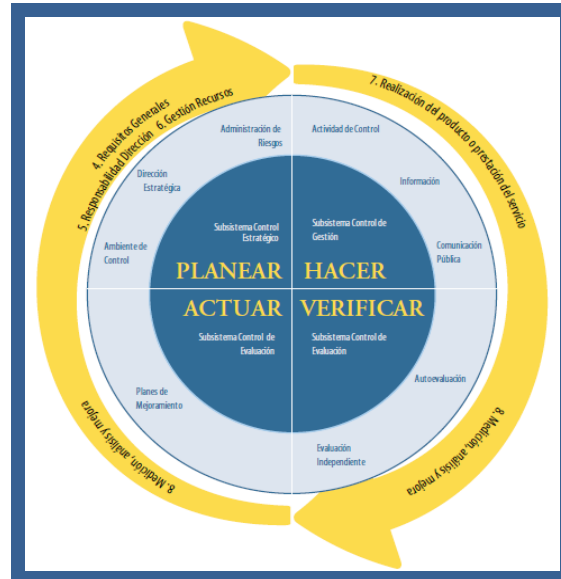 4. Requisitos Generales
5. Responsabilidad Dirección 6. Gestión Recursos
7. Realización del producto o prestación del servicio
Administración de
Riesgos
Actividad de Control
Dirección
Estratégica
Información
Ambiente de
Control
Subsistema Control
Estratégico
Subsistema Control de
Gestión
Comunicación
Pública
PLANEAR
HACER
ACTUAR
VERIFICAR
Subsistema Control de
Evaluación
Subsistema Control de
Evaluación
Planes de
Mejoramiento
Autoevaluación
Evaluación
Independiente
8. Medición, análisis y mejora
8. Medición, análisis y mejora